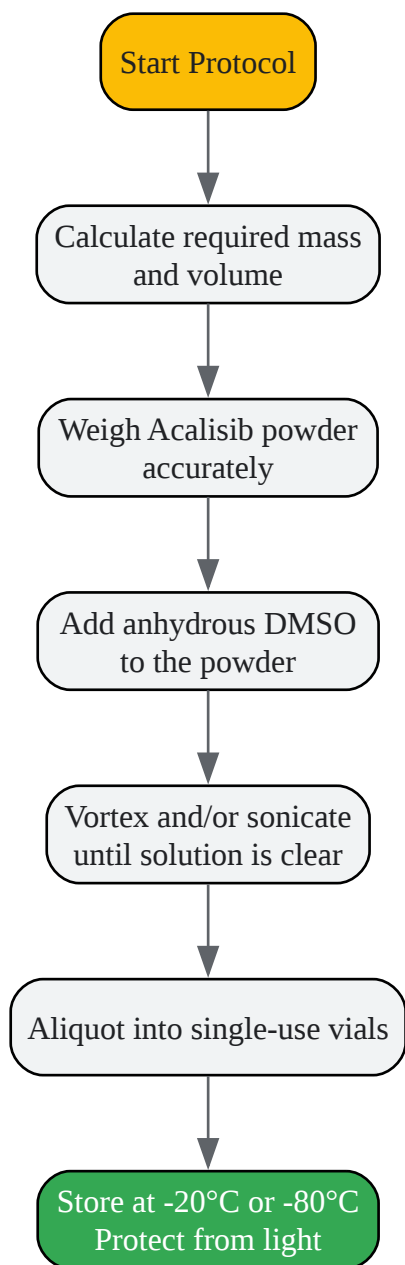 Start Protocol
Calculate required mass
and volume
Weigh Acalisib powder
accurately
Add anhydrous DMSO
to the powder
Vortex and/or sonicate
until solution is clear
Aliquot into single-use vials
Store at -20°C or -80°C
Protect from light